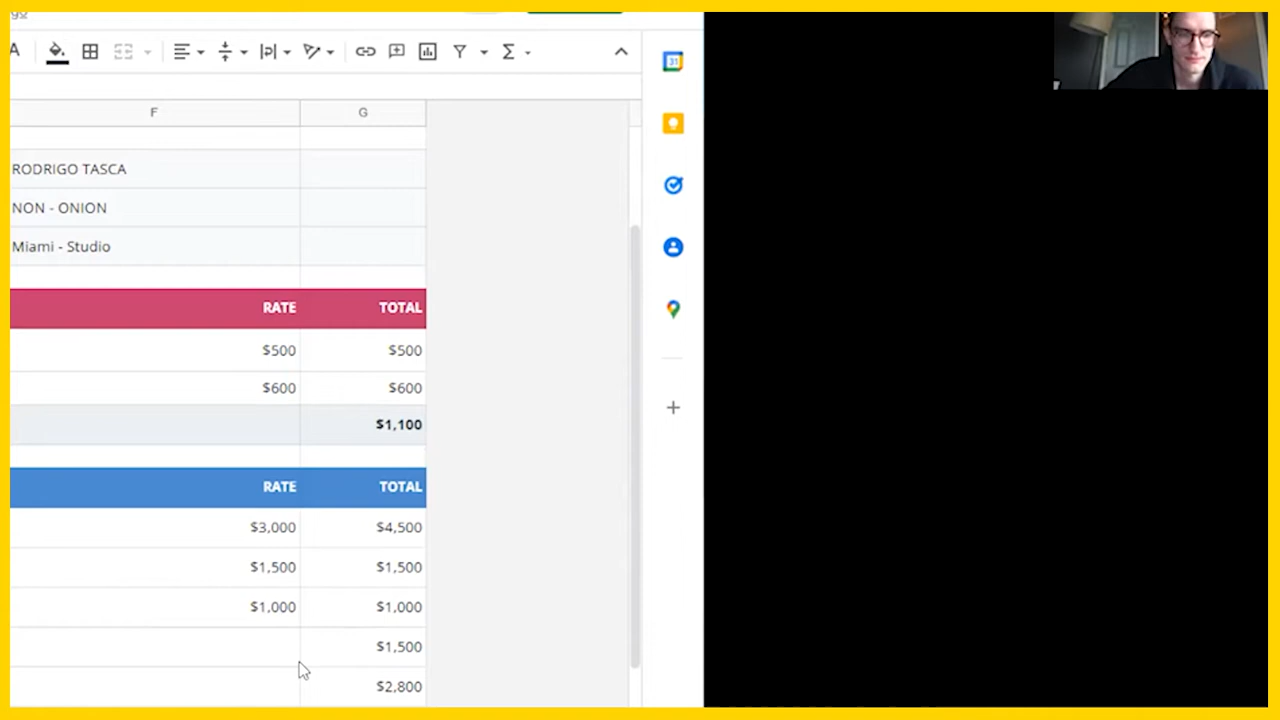 A
31
F G
RODRIGO TASCA
NON - ONION
Miami - Studio
RATE TOTAL
$500 $500
$600 $600
$1,100
RATE TOTAL
$3,000 $4,500
$1,500 $1,500
$1,000 $1,000
$1,500
$2,800